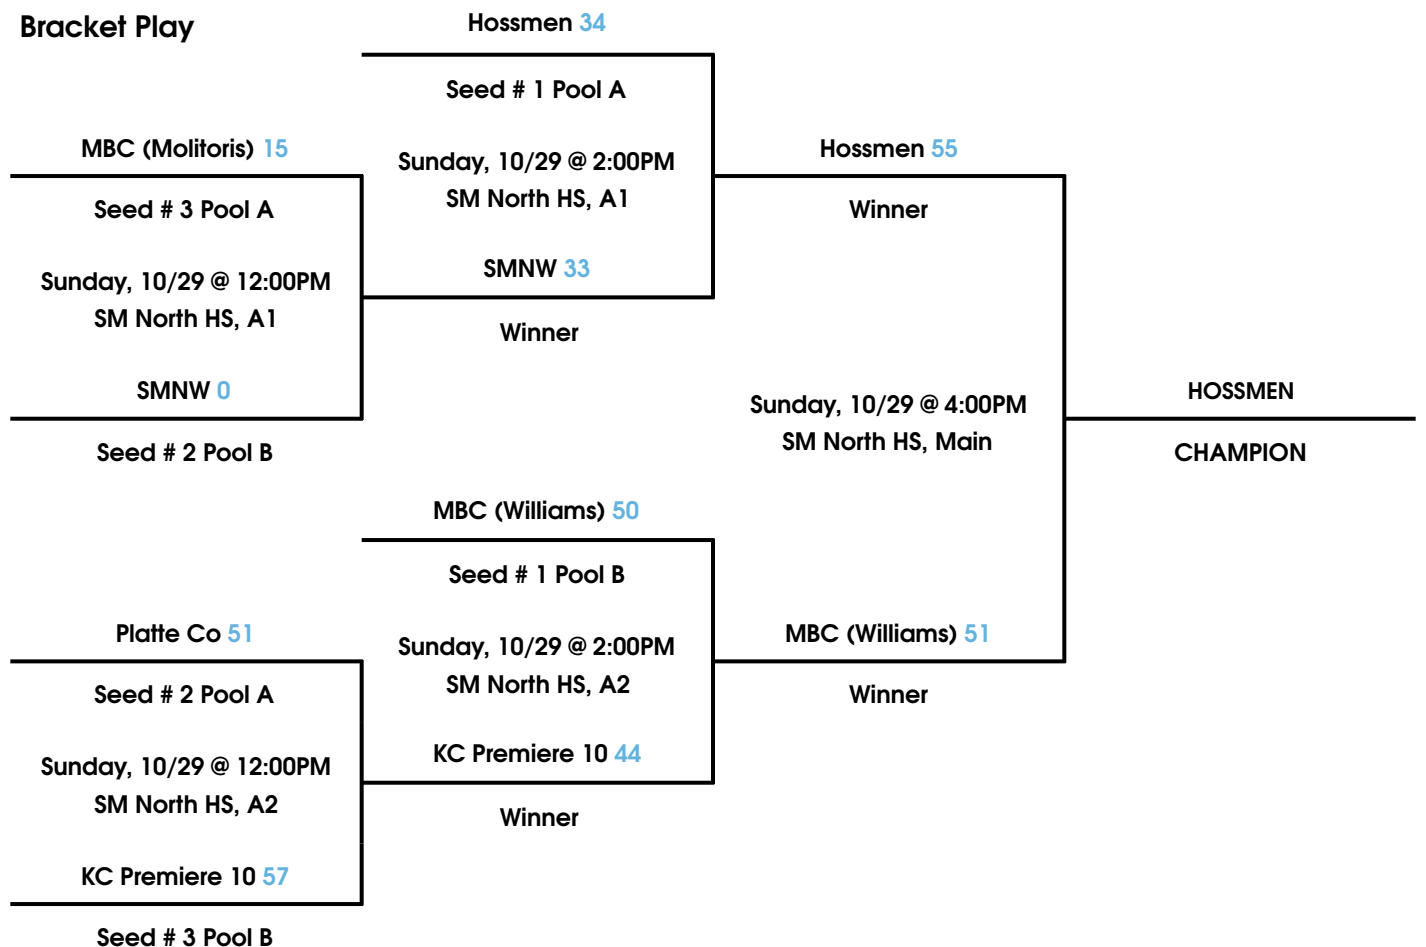 Bracket Play
Hossmen 34
Seed # 1 Pool A
MBC (Molitoris) 15
Sunday, 10/29 @ 2:00PM
SM North HS, A1
Hossmen 55
Seed # 3 Pool A
Winner
Sunday, 10/29 @ 12:00PM
SM North HS, A1
SMNW 33
Winner
SMNW 0
Seed # 2 Pool B
Sunday, 10/29 @ 4:00PM
SM North HS, Main
HOSSMEN
CHAMPION
MBC (Williams) 50
Seed # 1 Pool B
Platte Co 51
Sunday, 10/29 @ 2:00PM
SM North HS, A2
MBC (Williams) 51
Seed # 2 Pool A
Winner
Sunday, 10/29 @ 12:00PM
SM North HS, A2
KC Premiere 10 44
Winner
KC Premiere 10 57
Seed # 3 Pool B